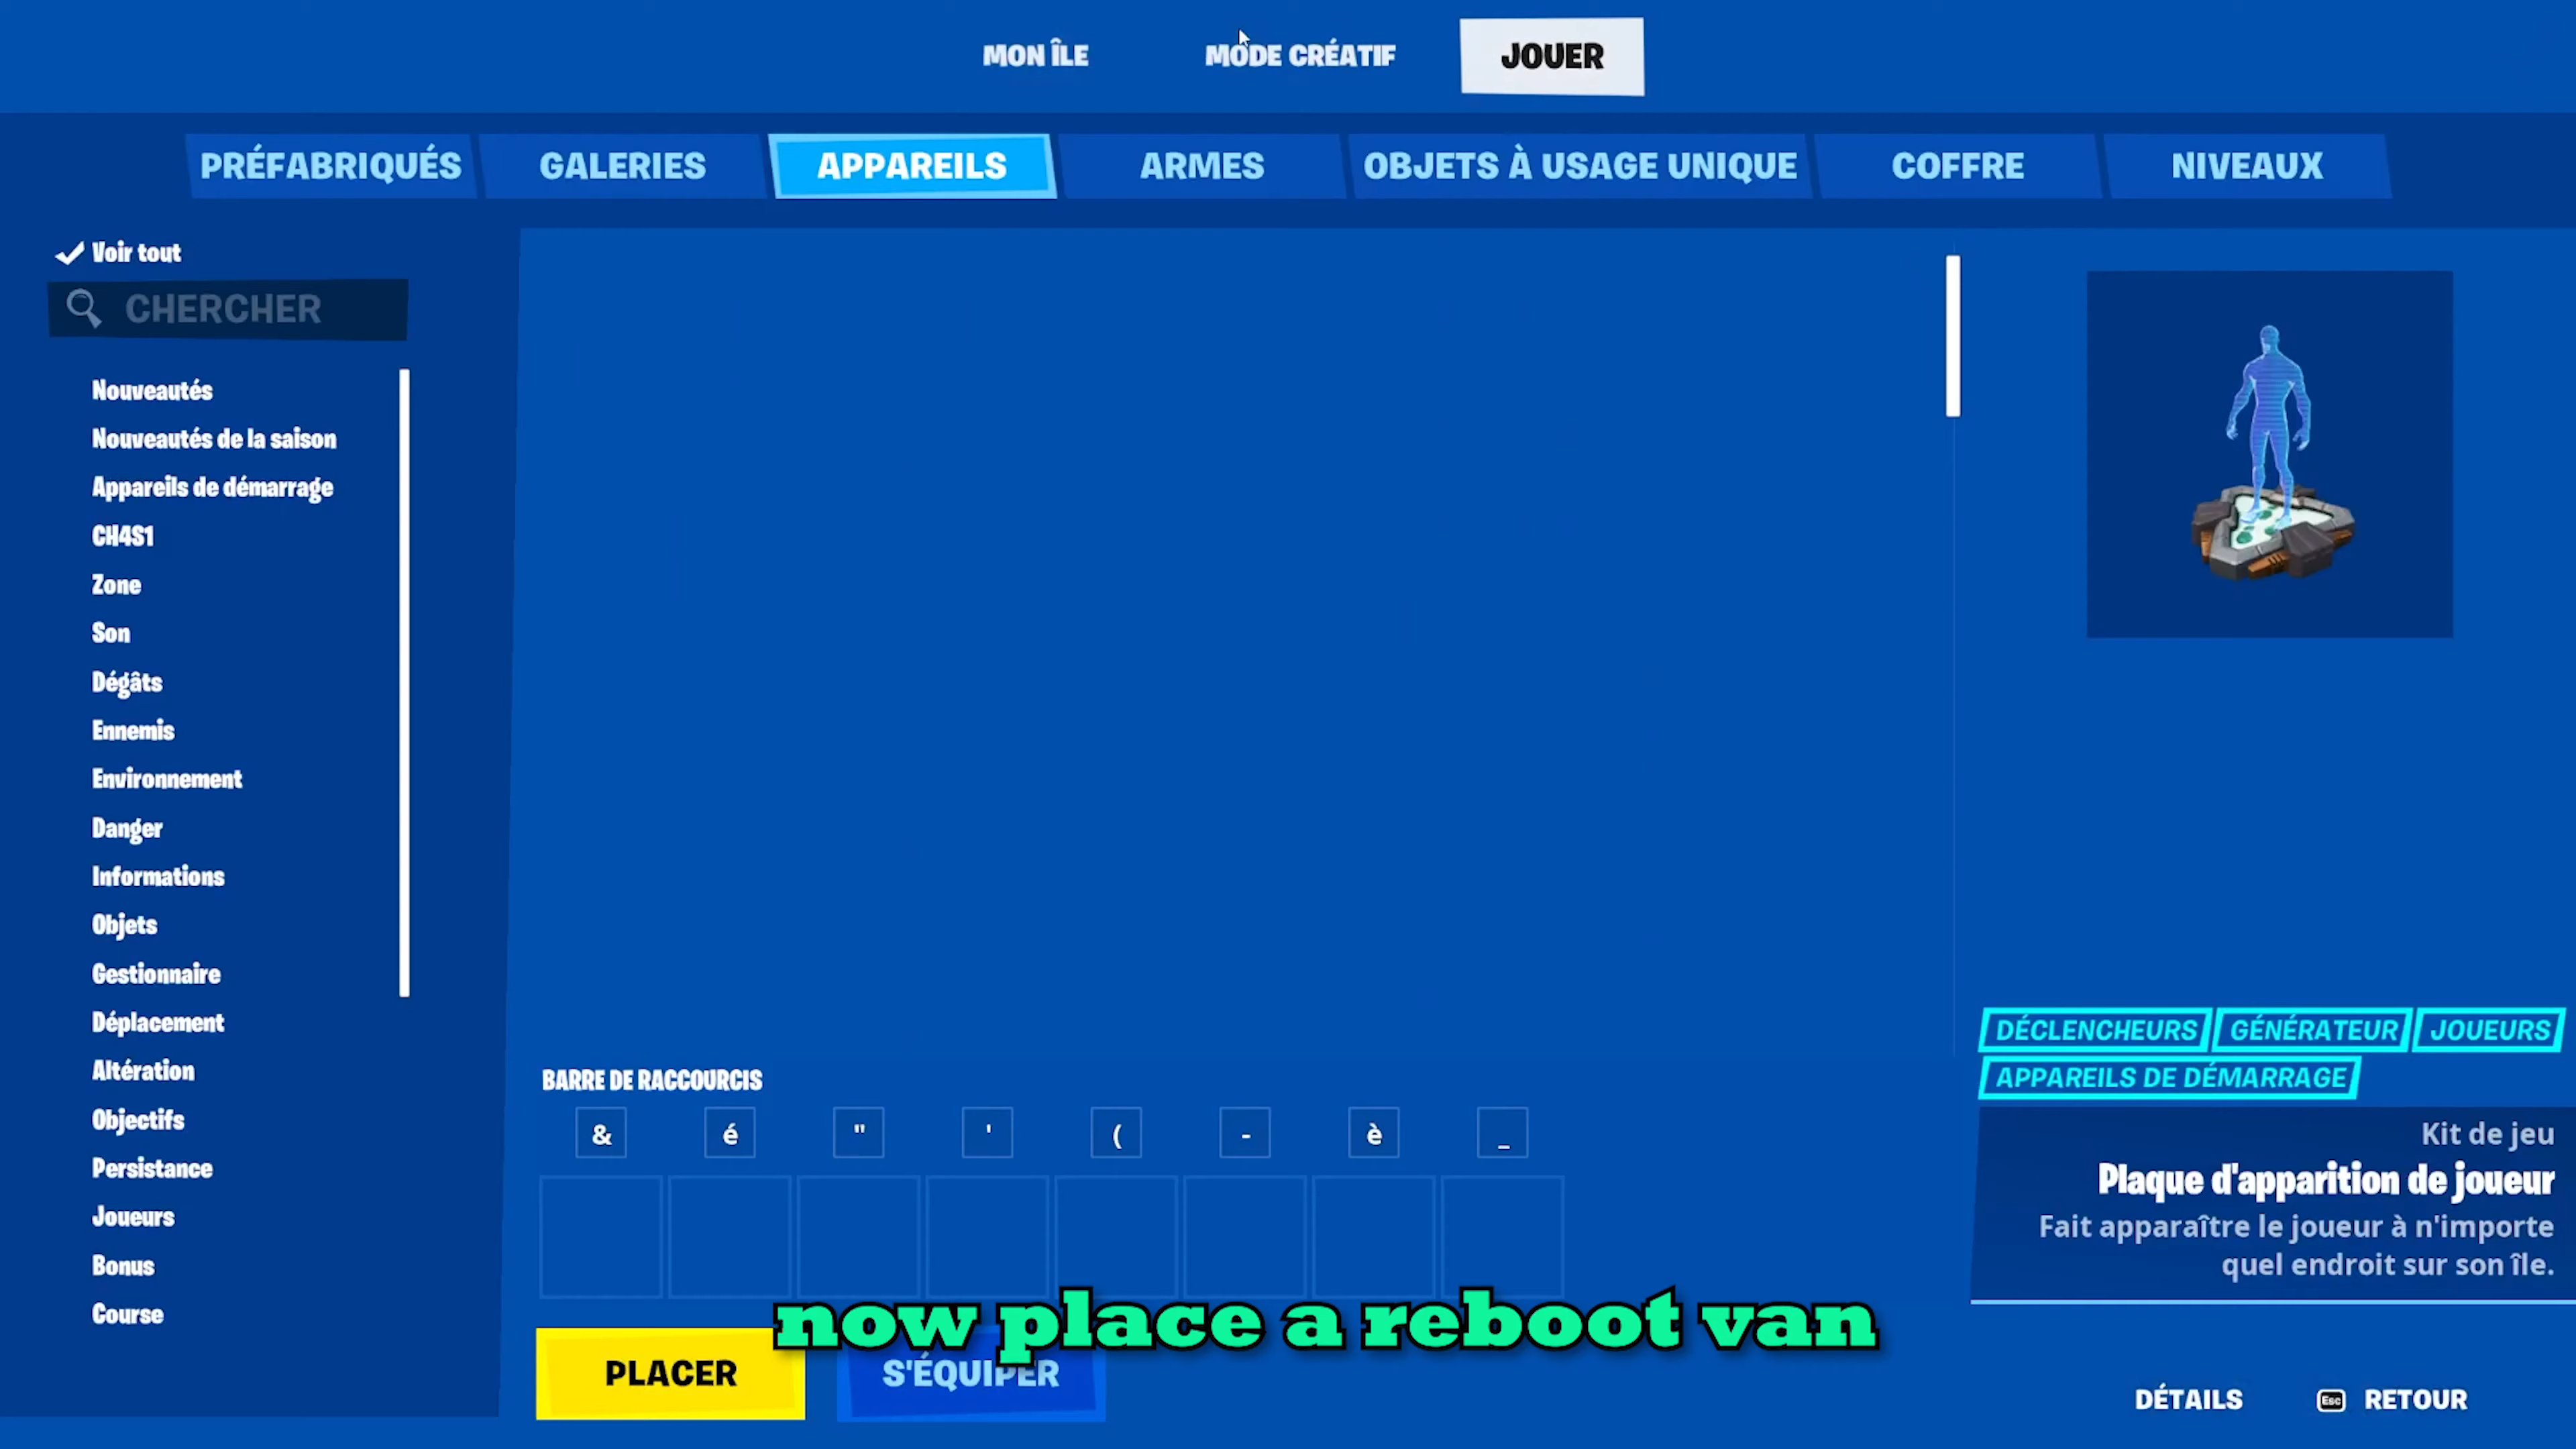 MON ÎLE
MODE CRÉATIF
JOUER
PRÉFABRIQUÉS
GALERIES
APPAREILS
ARMES
OBJETS À USAGE UNIQUE
COFFRE
NIVEAUX
Voir tout
CHERCHER
Nouveautés
Nouveautés de la saison
Appareils de démarrage
CH4S1
Zone
Son
Dégâts
Ennemis
Environnement
Danger
Informations
Objets
Gestionnaire
Déplacement
Altération
Objectifs
Persistance
Joueurs
Bonus
Course
BARRE DE RACCOURCIS
& é " ' ( - è _
now place a reboot van
PLACER
S'ÉQUIPER
DÉCLENCHEURS
GÉNÉRATEUR
JOUEURS
APPAREILS DE DÉMARRAGE
Kit de jeu
Plaque d'apparition de joueur
Fait apparaître le joueur à n'importe
quel endroit sur son île.
DÉTAILS
Esc RETOUR